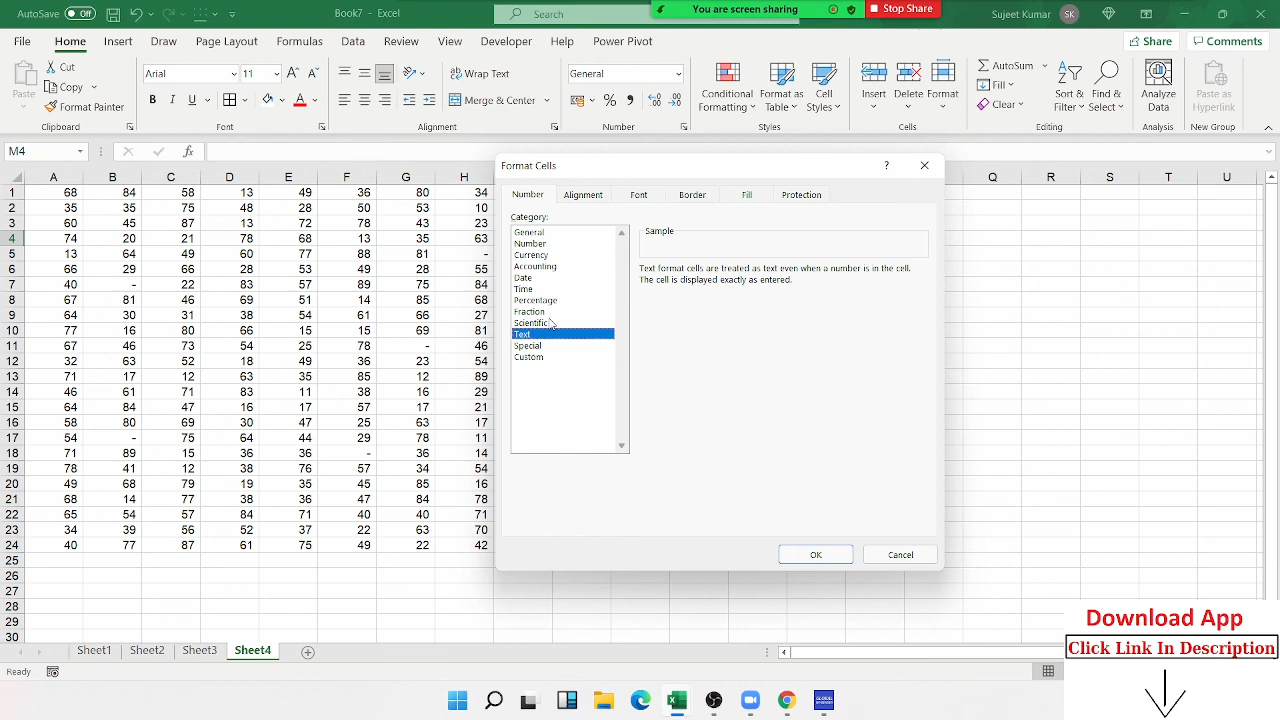 AutoSave Off Book7 - Excel Search You are screen sharing Stop Share Sujeet Kumar SK
File Home Insert Draw Page Layout Formulas Data Review View Developer Help Power Pivot Share Comments
Paste Cut Copy Format Painter Clipboard
Arial 11 B I U A Font
Wrap Text Merge & Center Alignment
General % Number
Conditional Formatting Format as Table Cell Styles Styles
Insert Delete Format Cells
AutoSum Fill Clear Sort & Filter Find & Select Editing
Analyze Data Analysis
Paste as Hyperlink New Group
M4 fx
A B C D E F G H Q R S T U
1 68 84 58 13 49 36 80 34
2 35 35 75 48 28 50 53 10
3 60 45 87 13 72 78 43 23
4 74 20 21 78 68 13 35 63
5 13 64 49 60 77 88 81 -
6 66 29 66 28 53 49 28 55
7 40 - 22 83 57 89 75 84
8 67 81 46 69 51 14 85 68
9 64 30 31 38 54 61 66 27
10 77 16 80 66 15 15 69 81
11 67 46 73 54 25 78 - 46
12 32 63 52 18 49 36 23 54
13 71 17 12 63 35 85 12 89
14 46 61 71 83 11 38 16 29
15 64 84 47 16 17 57 17 21
16 58 80 69 30 47 25 63 17
17 54 - 75 64 44 29 78 11
18 71 89 15 36 36 - 36 14
19 78 41 12 38 76 57 34 54
20 49 68 79 19 35 45 85 16
21 68 14 77 38 36 47 84 78
22 65 54 57 84 71 40 40 71
23 34 39 56 52 37 22 63 70
24 40 77 87 61 75 49 22 42
25
26
27
28
29
30
Format Cells ?
Number Alignment Font Border Fill Protection
Category:
General
Number
Currency
Accounting
Date
Time
Percentage
Fraction
Scientific
Text
Special
Custom
Sample
Text format cells are treated as text even when a number is in the cell.
The cell is displayed exactly as entered.
OK Cancel
Sheet1 Sheet2 Sheet3 Sheet4
Ready
Download App
Click Link In Description